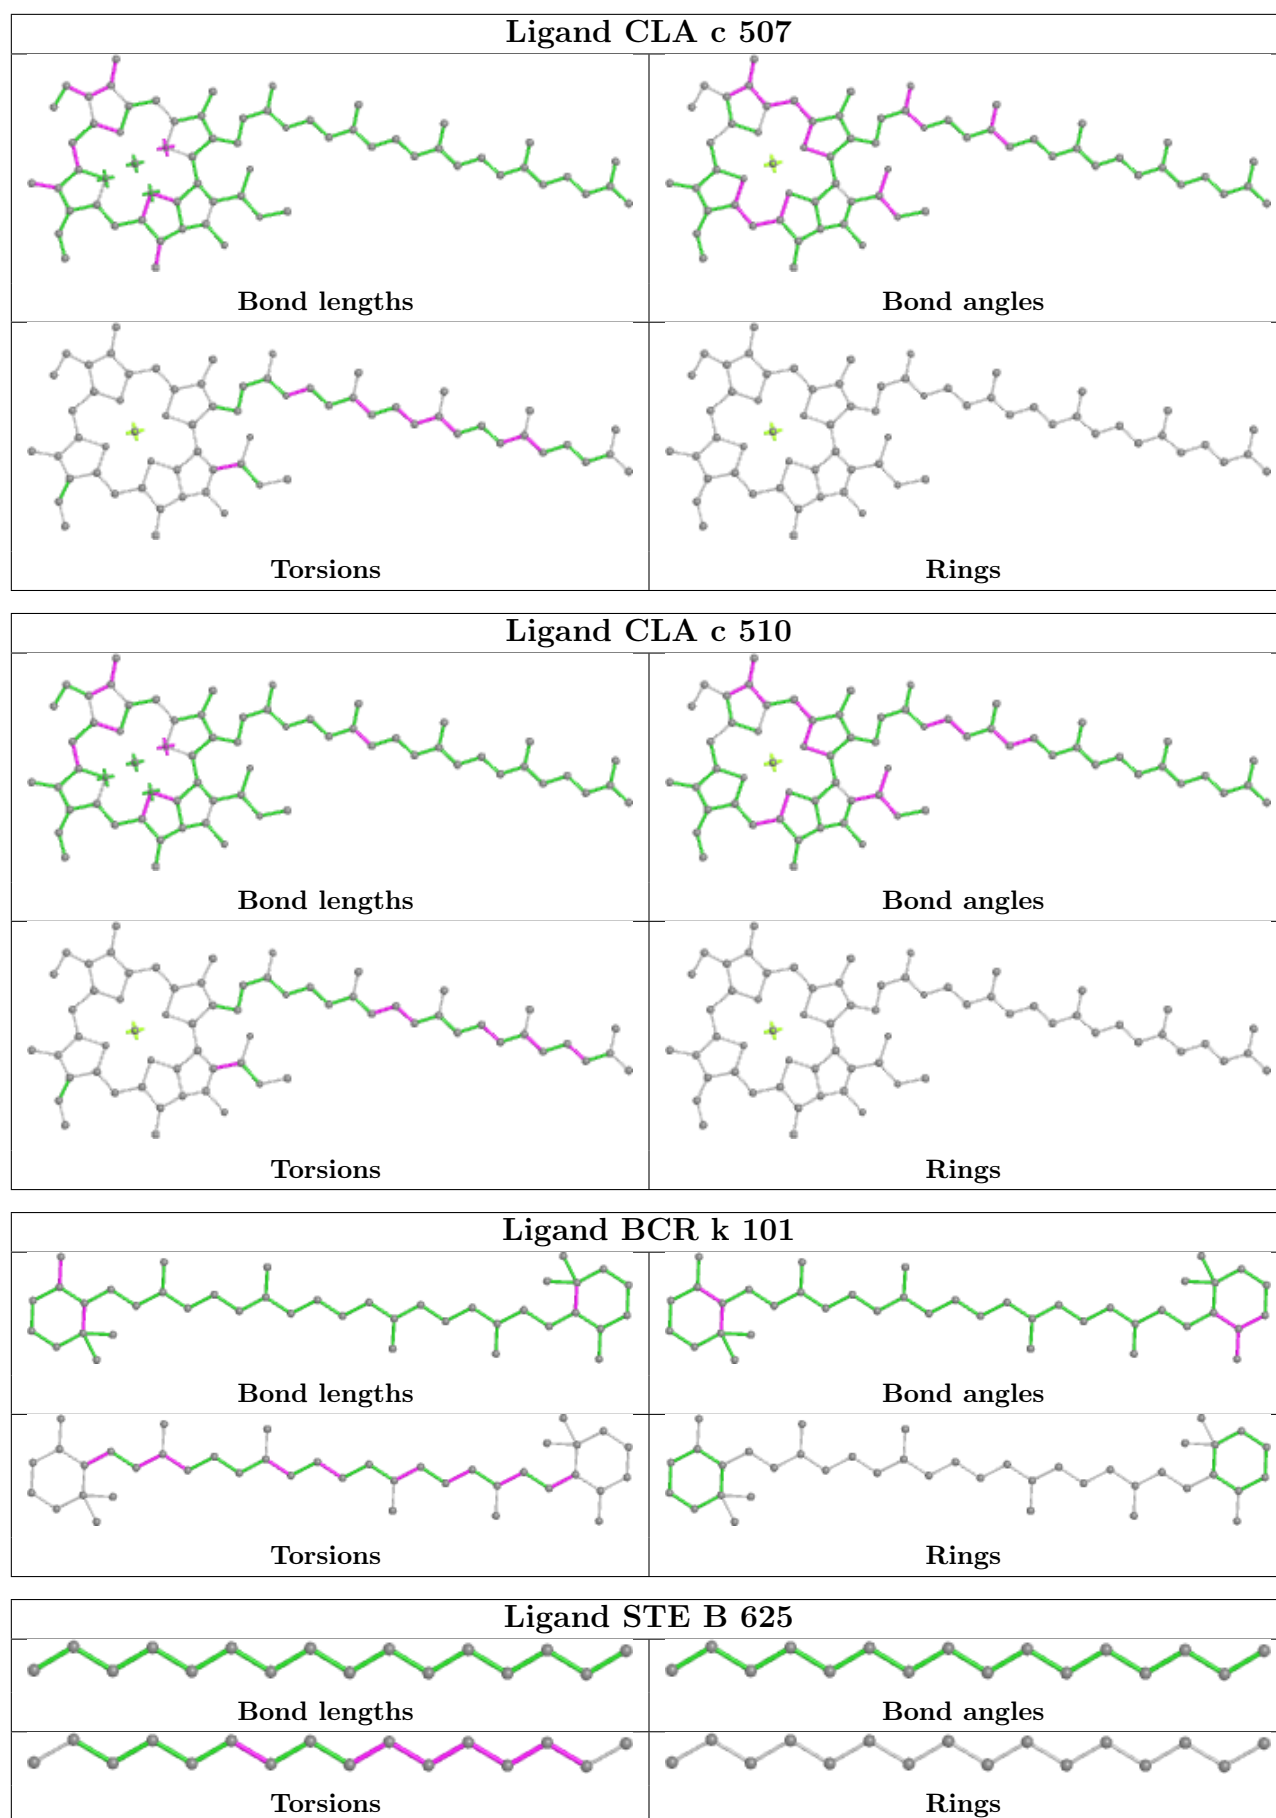 Ligand CLA c 507
Bond lengths
Bond angles
Torsions
Rings
Ligand CLA c 510
Bond lengths
Bond angles
Torsions
Rings
Ligand BCR k 101
Bond lengths
Bond angles
Torsions
Rings
Ligand STE B 625
Bond lengths
Bond angles
Torsions
Rings